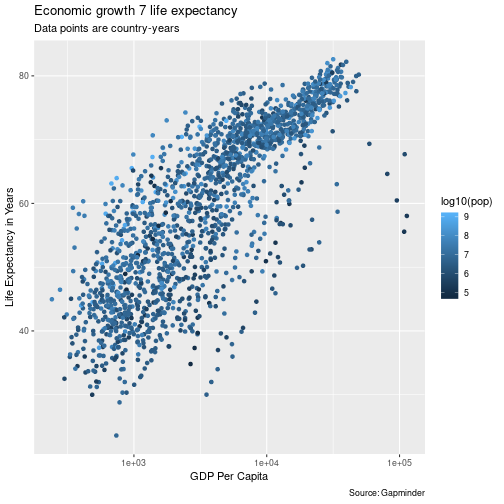 Economic growth 7 life expectancy
Data points are country-years
80
60
40
Life Expectancy in Years
1e+03 1e+04 1e+05
GDP Per Capita
log10(pop)
9
8
7
6
5
Source: Gapminder